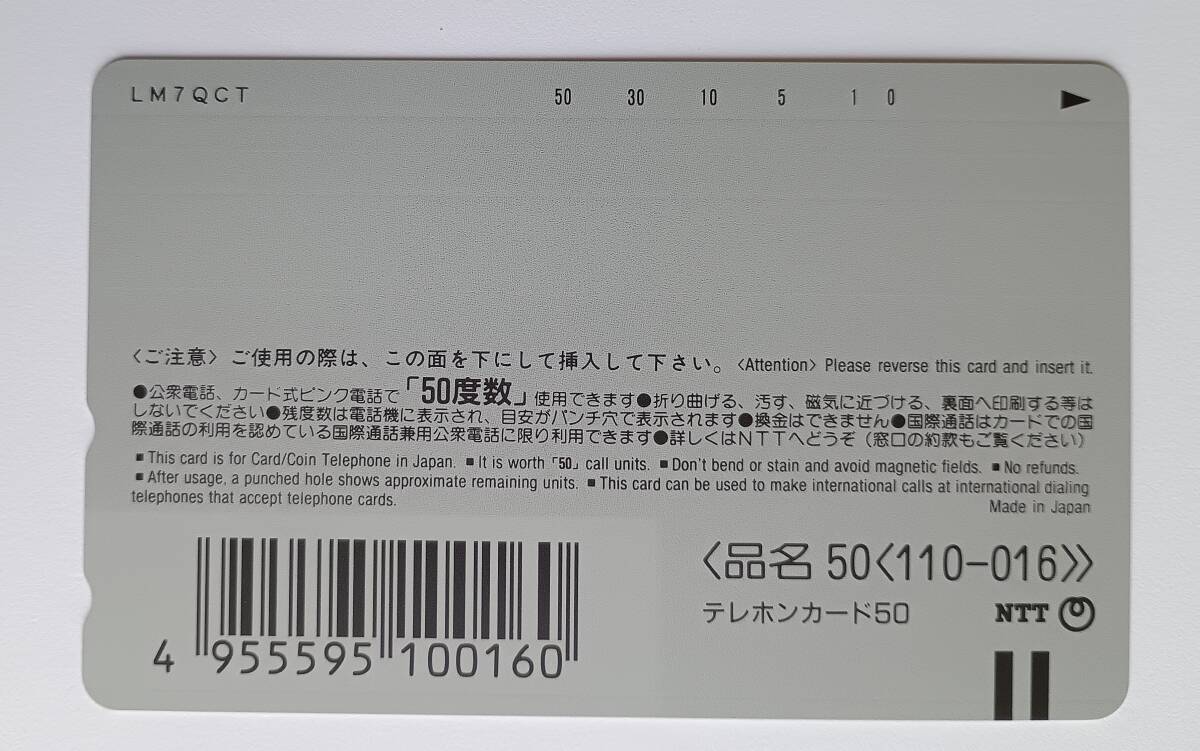 LM7QCT 50 30 10 5 1 0 ▶
〈ご注意〉ご使用の際は、この面を下にして挿入して下さい。〈Attention〉Please reverse this card and insert it.
●公衆電話、カード式ピンク電話で「50度数」使用できます●折り曲げる、汚す、磁気に近づける、裏面へ印刷する等は
しないでください●残度数は電話機に表示され、目安がパンチ穴で表示されます●換金はできません●国際通話はカードでの国
際通話の利用を認めている国際通話兼用公衆電話に限り利用できます●詳しくはNTTへどうぞ(窓口の約款もご覧ください)
■This card is for Card/Coin Telephone in Japan. ■It is worth「50」call units. ■Don't bend or stain and avoid magnetic fields. ■No refunds.
■After usage, a punched hole shows approximate remaining units. ■This card can be used to make international calls at international dialing
telephones that accept telephone cards.
Made in Japan
〈品名 50〈110-016〉〉
テレホンカード50 NTT
4 955595 100160